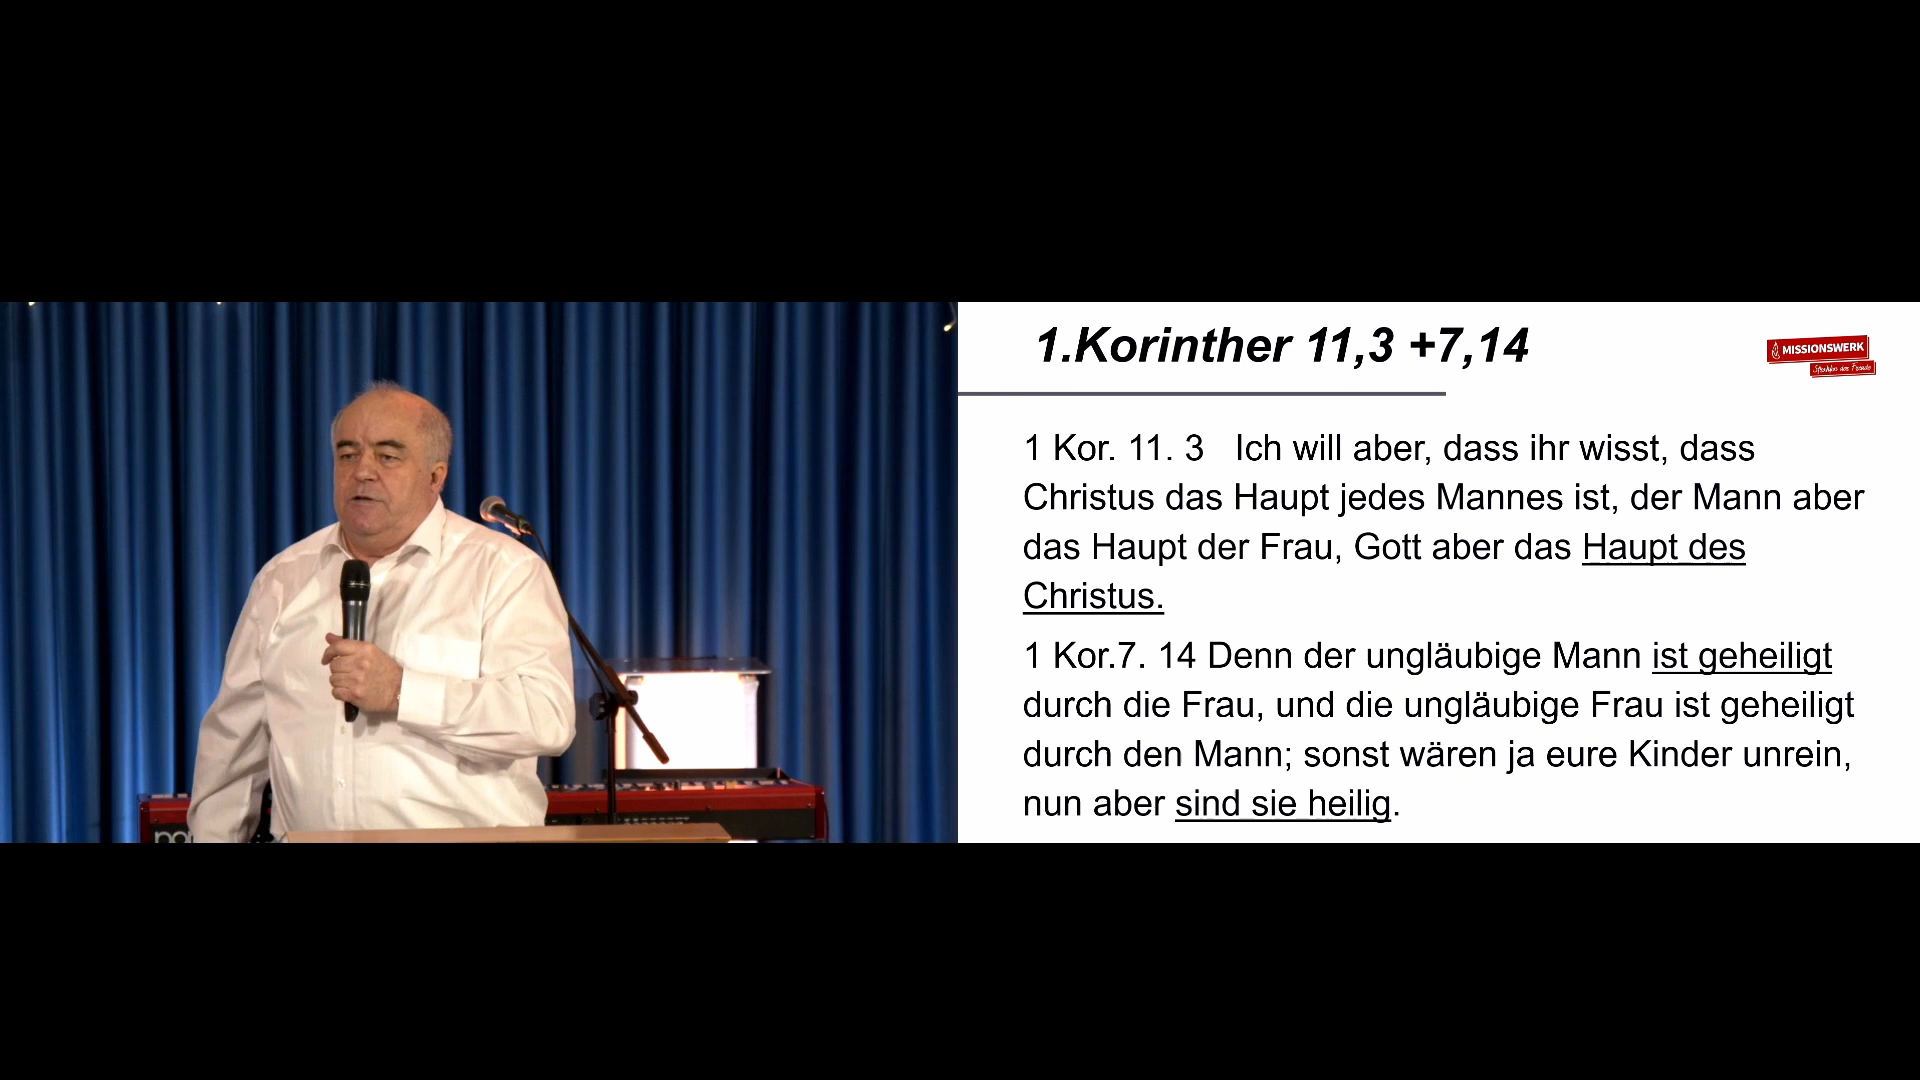 1.Korinther 11,3 +7,14
MISSIONSWERK
Strahlen der Freude
1 Kor. 11. 3 Ich will aber, dass ihr wisst, dass
Christus das Haupt jedes Mannes ist, der Mann aber
das Haupt der Frau, Gott aber das Haupt des
Christus.
1 Kor.7. 14 Denn der ungläubige Mann ist geheiligt
durch die Frau, und die ungläubige Frau ist geheiligt
durch den Mann; sonst wären ja eure Kinder unrein,
nun aber sind sie heilig.